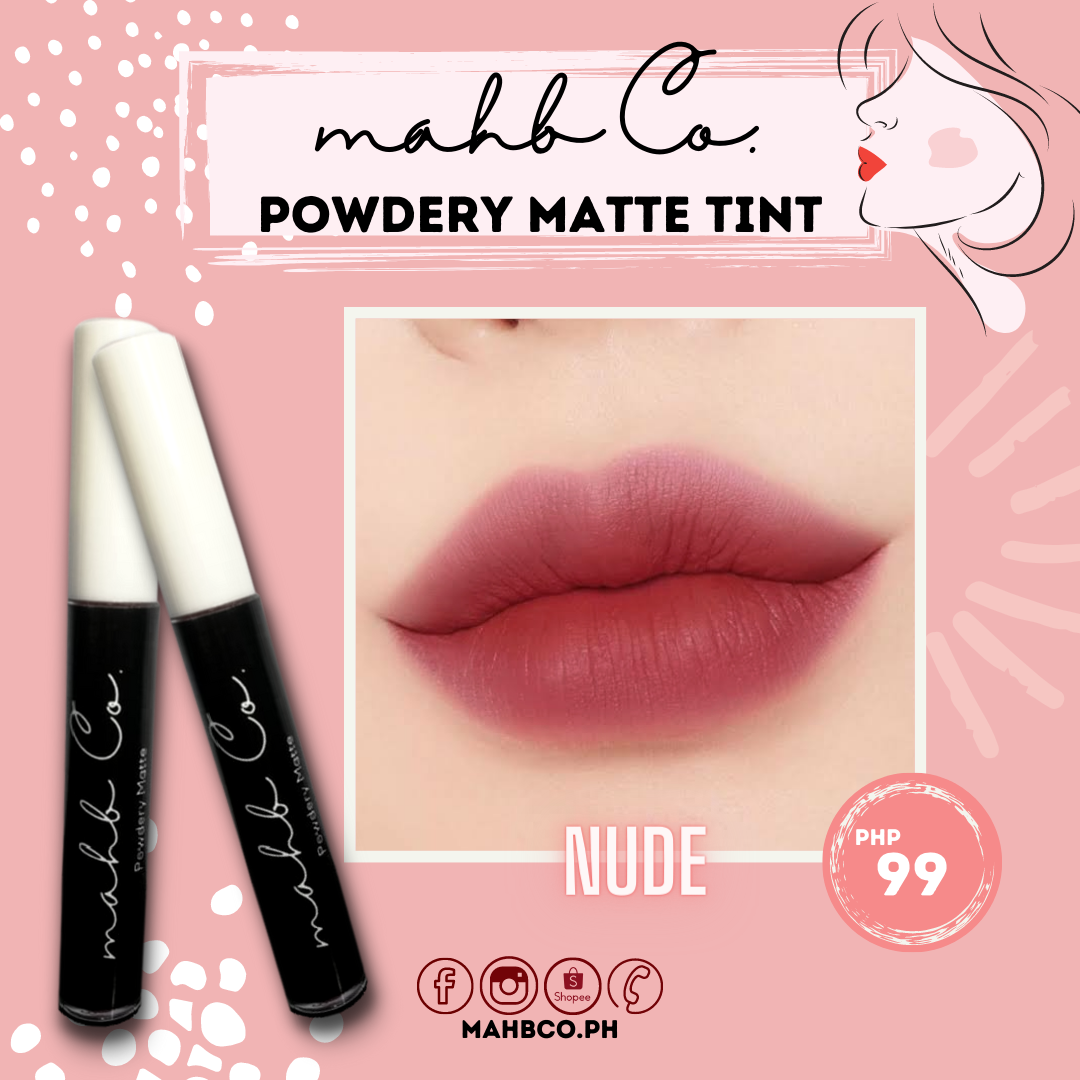 mahb Co.
POWDERY MATTE TINT
mahb Co.
Powdery Matte
mahb Co.
Powdery Matte
NUDE
PHP
99
f
S
Shopee
MAHBCO.PH